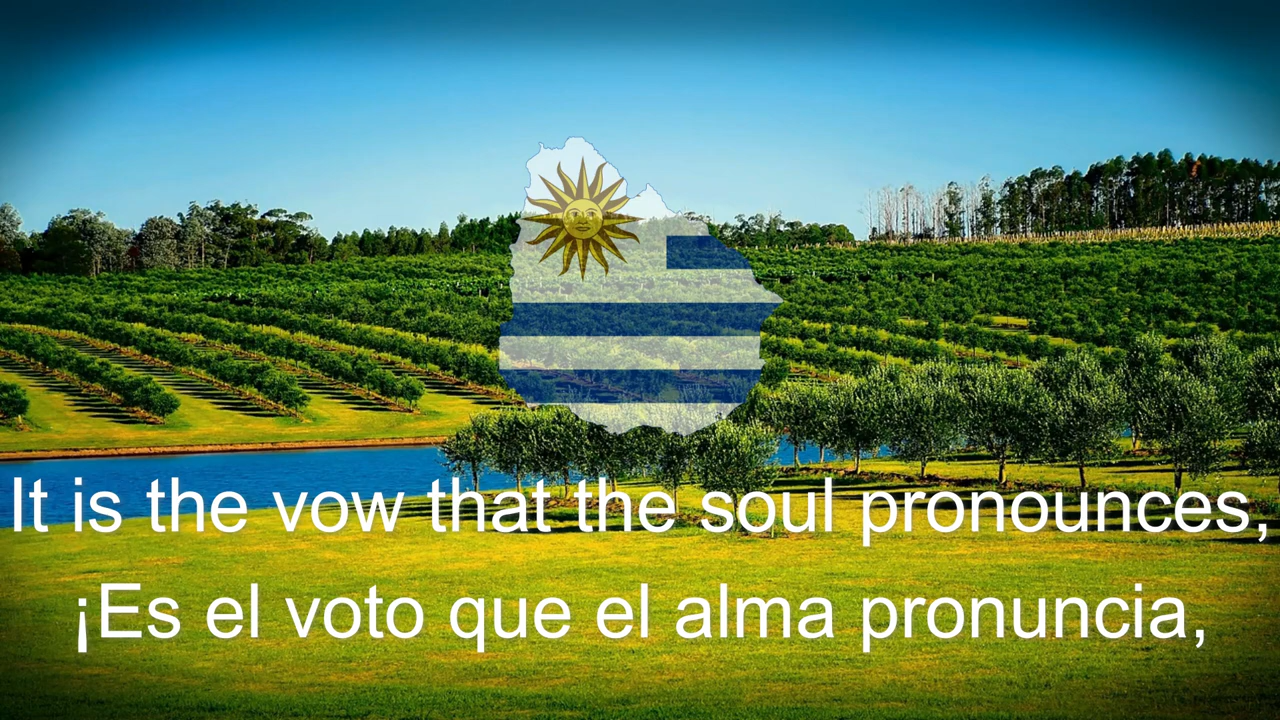 It is the vow that the soul pronounces,
¡Es el voto que el alma pronuncia,